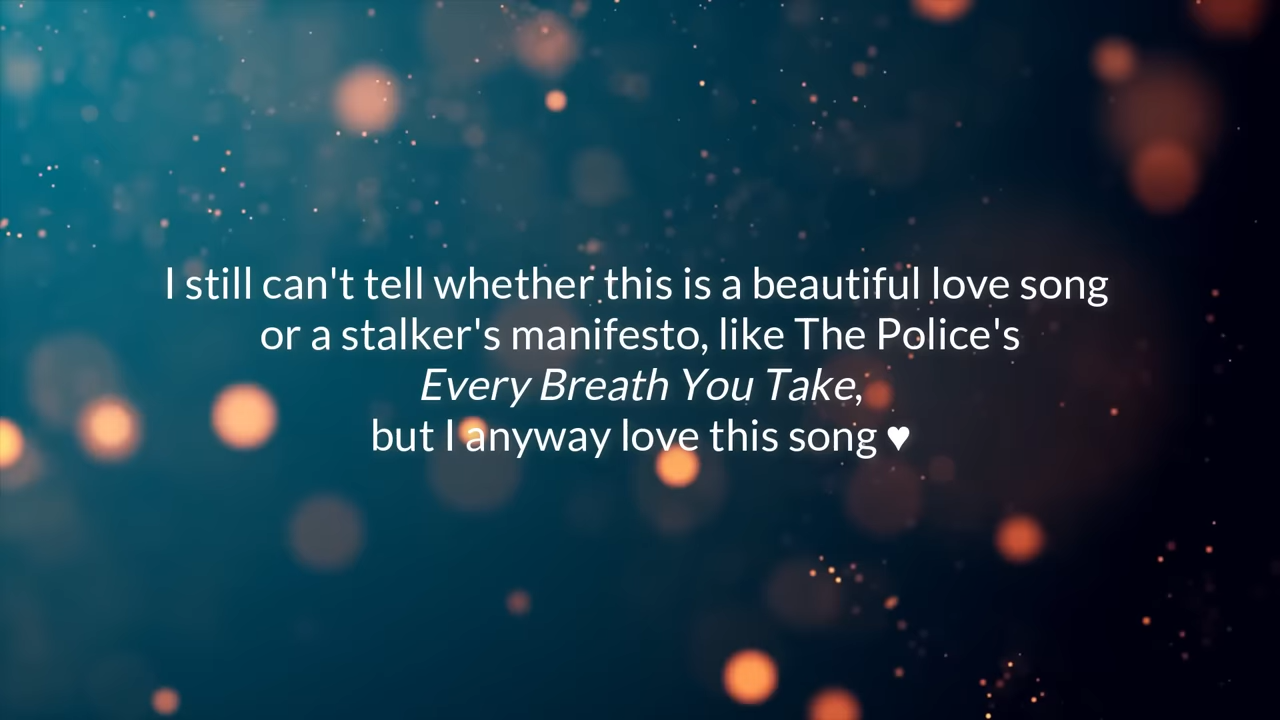 I still can't tell whether this is a beautiful love song
or a stalker's manifesto, like The Police's
Every Breath You Take,
but I anyway love this song ♥